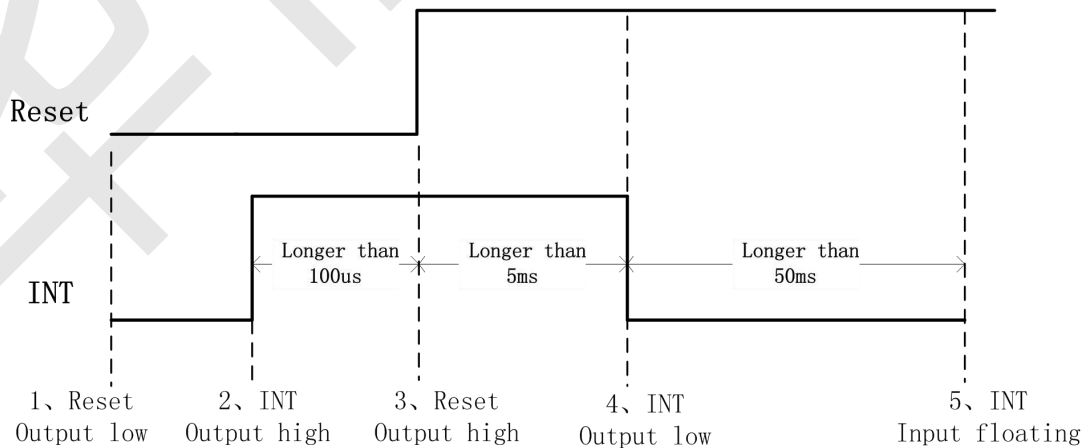 Reset
Longer than
100us
Longer than
5ms
Longer than
50ms
INT
1、Reset
Output low
2、INT
Output high
3、Reset
Output high
4、INT
Output low
5、INT
Input floating